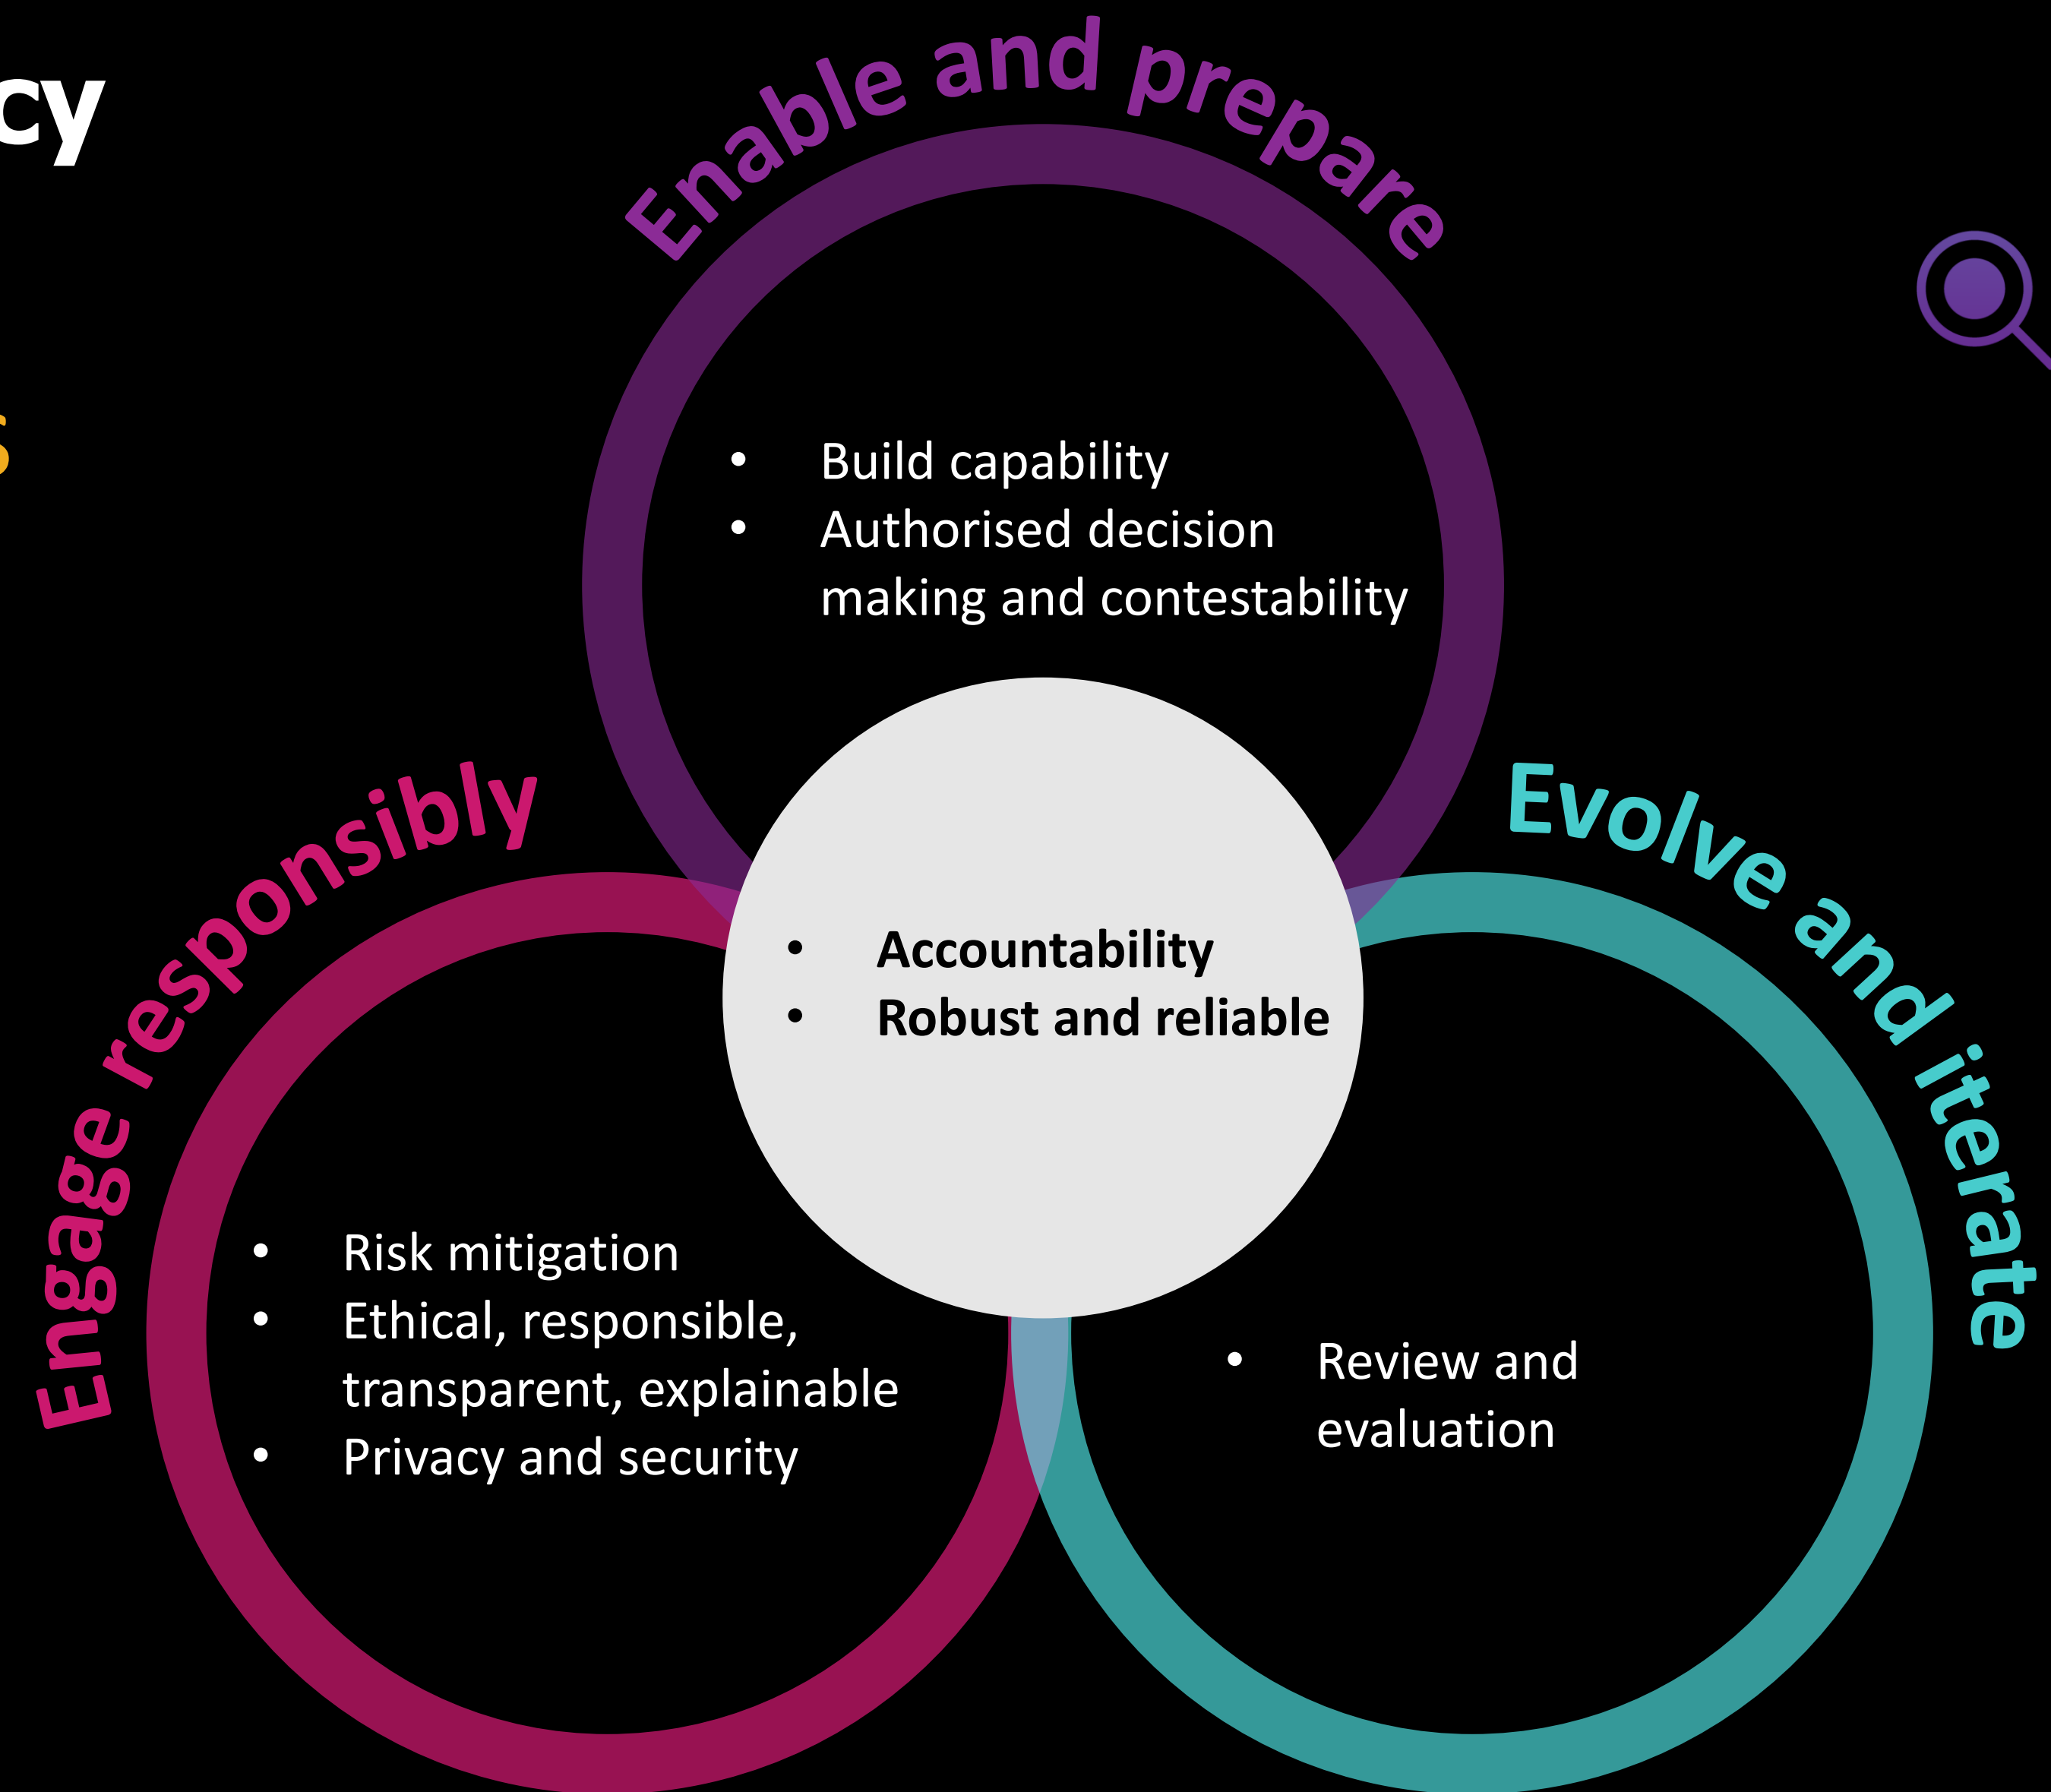 cy
Enable and prepare
• Build capability
• Authorised decision
making and contestability
Engage responsibly
Evolve and iterate
• Accountability
• Robust and reliable
• Risk mitigation
• Ethical, responsible,
transparent, explainable
• Privacy and security
• Review and
evaluation